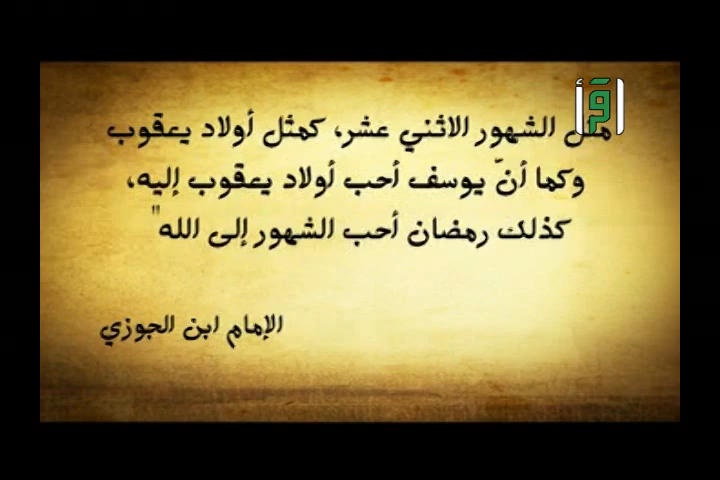 اقرأ
مثل الشهور الاثني عشر، كمثل أولاد يعقوب
وكما أنّ يوسف أحب أولاد يعقوب إليه،
كذلك رمضان أحب الشهور إلى الله"
الإمام ابن الجوزي